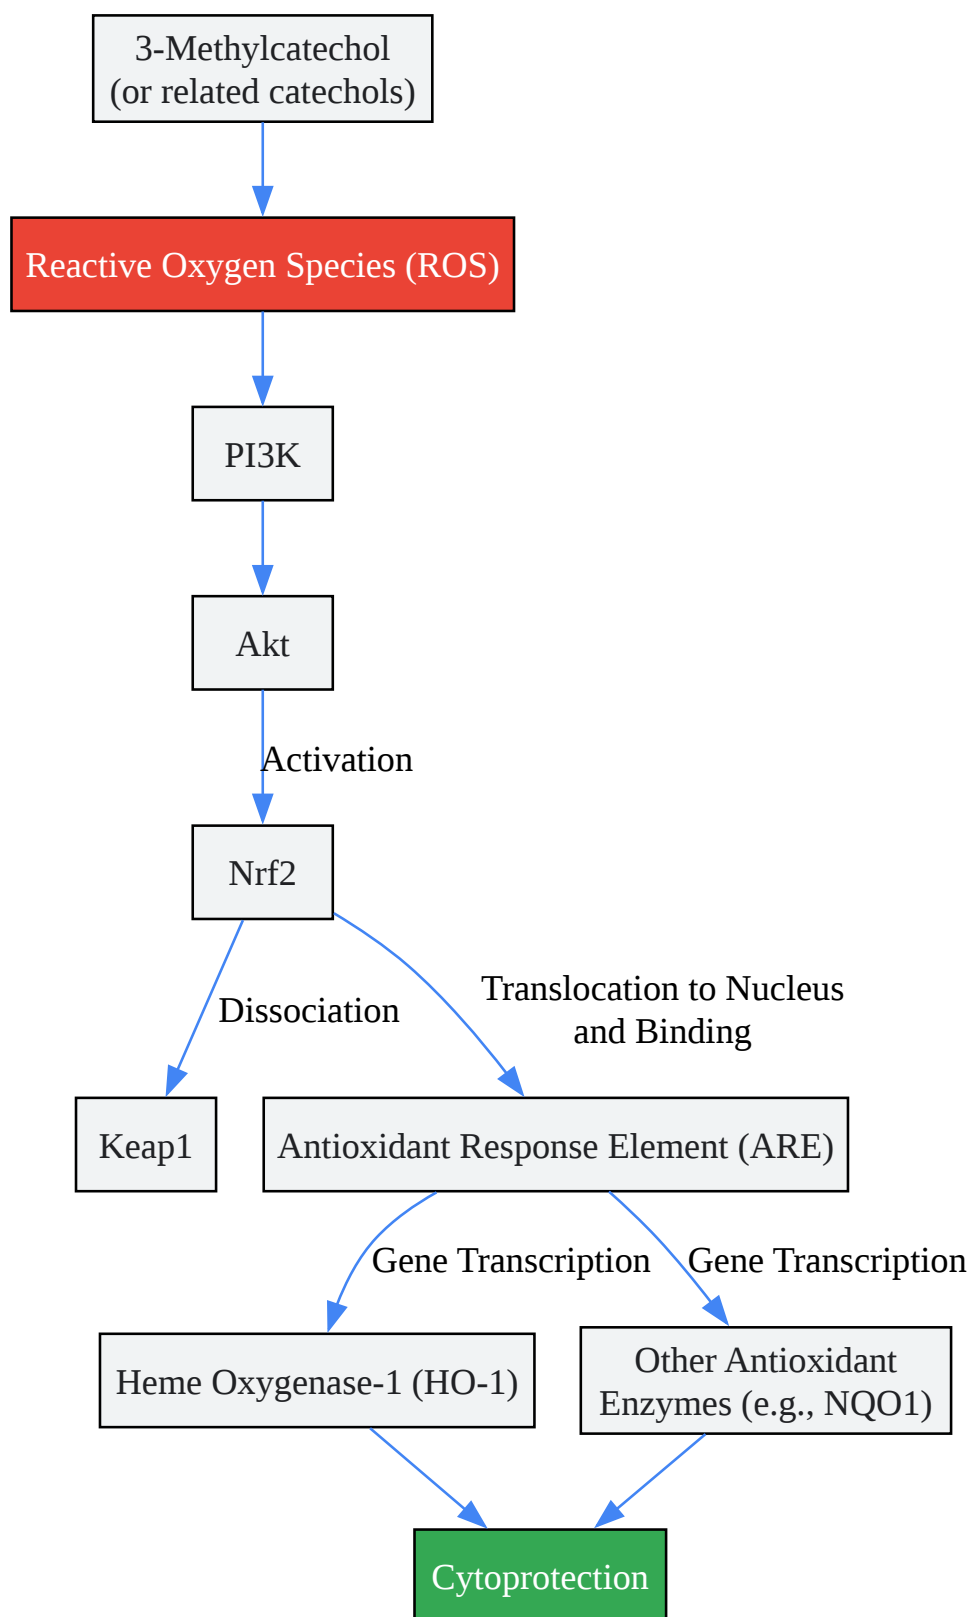 3-Methylcatechol
(or related catechols)
Reactive Oxygen Species (ROS)
PI3K
Akt
Activation
Nrf2
Dissociation
Translocation to Nucleus
and Binding
Keap1
Antioxidant Response Element (ARE)
Gene Transcription
Gene Transcription
Heme Oxygenase-1 (HO-1)
Other Antioxidant
Enzymes (e.g., NQO1)
Cytoprotection